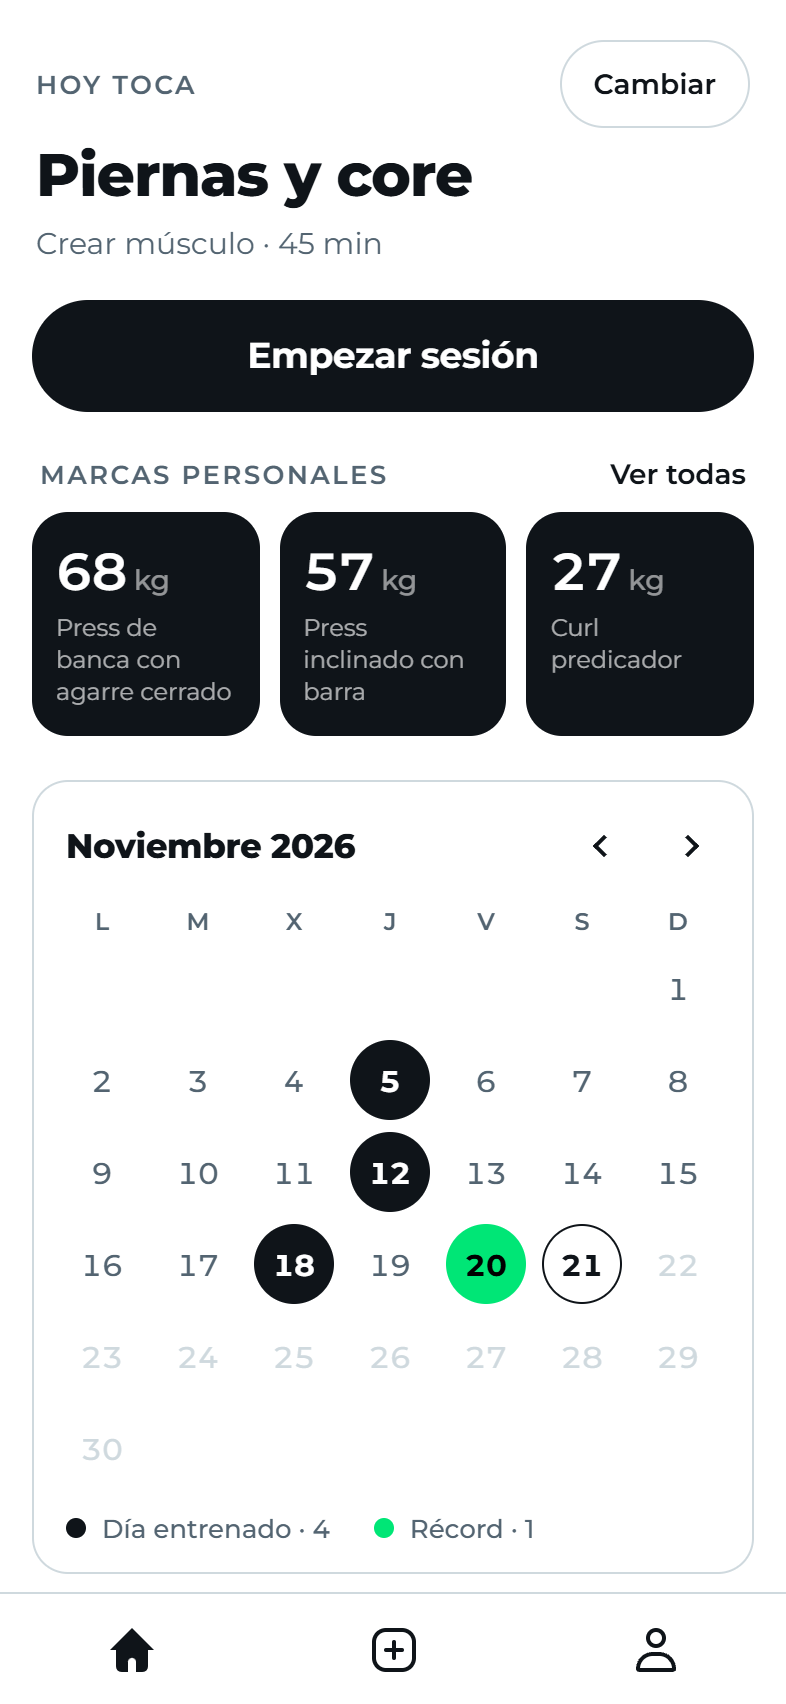 HOY TOCA
Cambiar
Piernas y core
Crear músculo · 45 min
Empezar sesión
MARCAS PERSONALES
Ver todas
68 kg
Press de
banca con
agarre cerrado
57 kg
Press
inclinado con
barra
27 kg
Curl
predicador
Noviembre 2026
L M X J V S D
1
2 3 4 5 6 7 8
9 10 11 12 13 14 15
16 17 18 19 20 21 22
23 24 25 26 27 28 29
30
Día entrenado · 4
Récord · 1